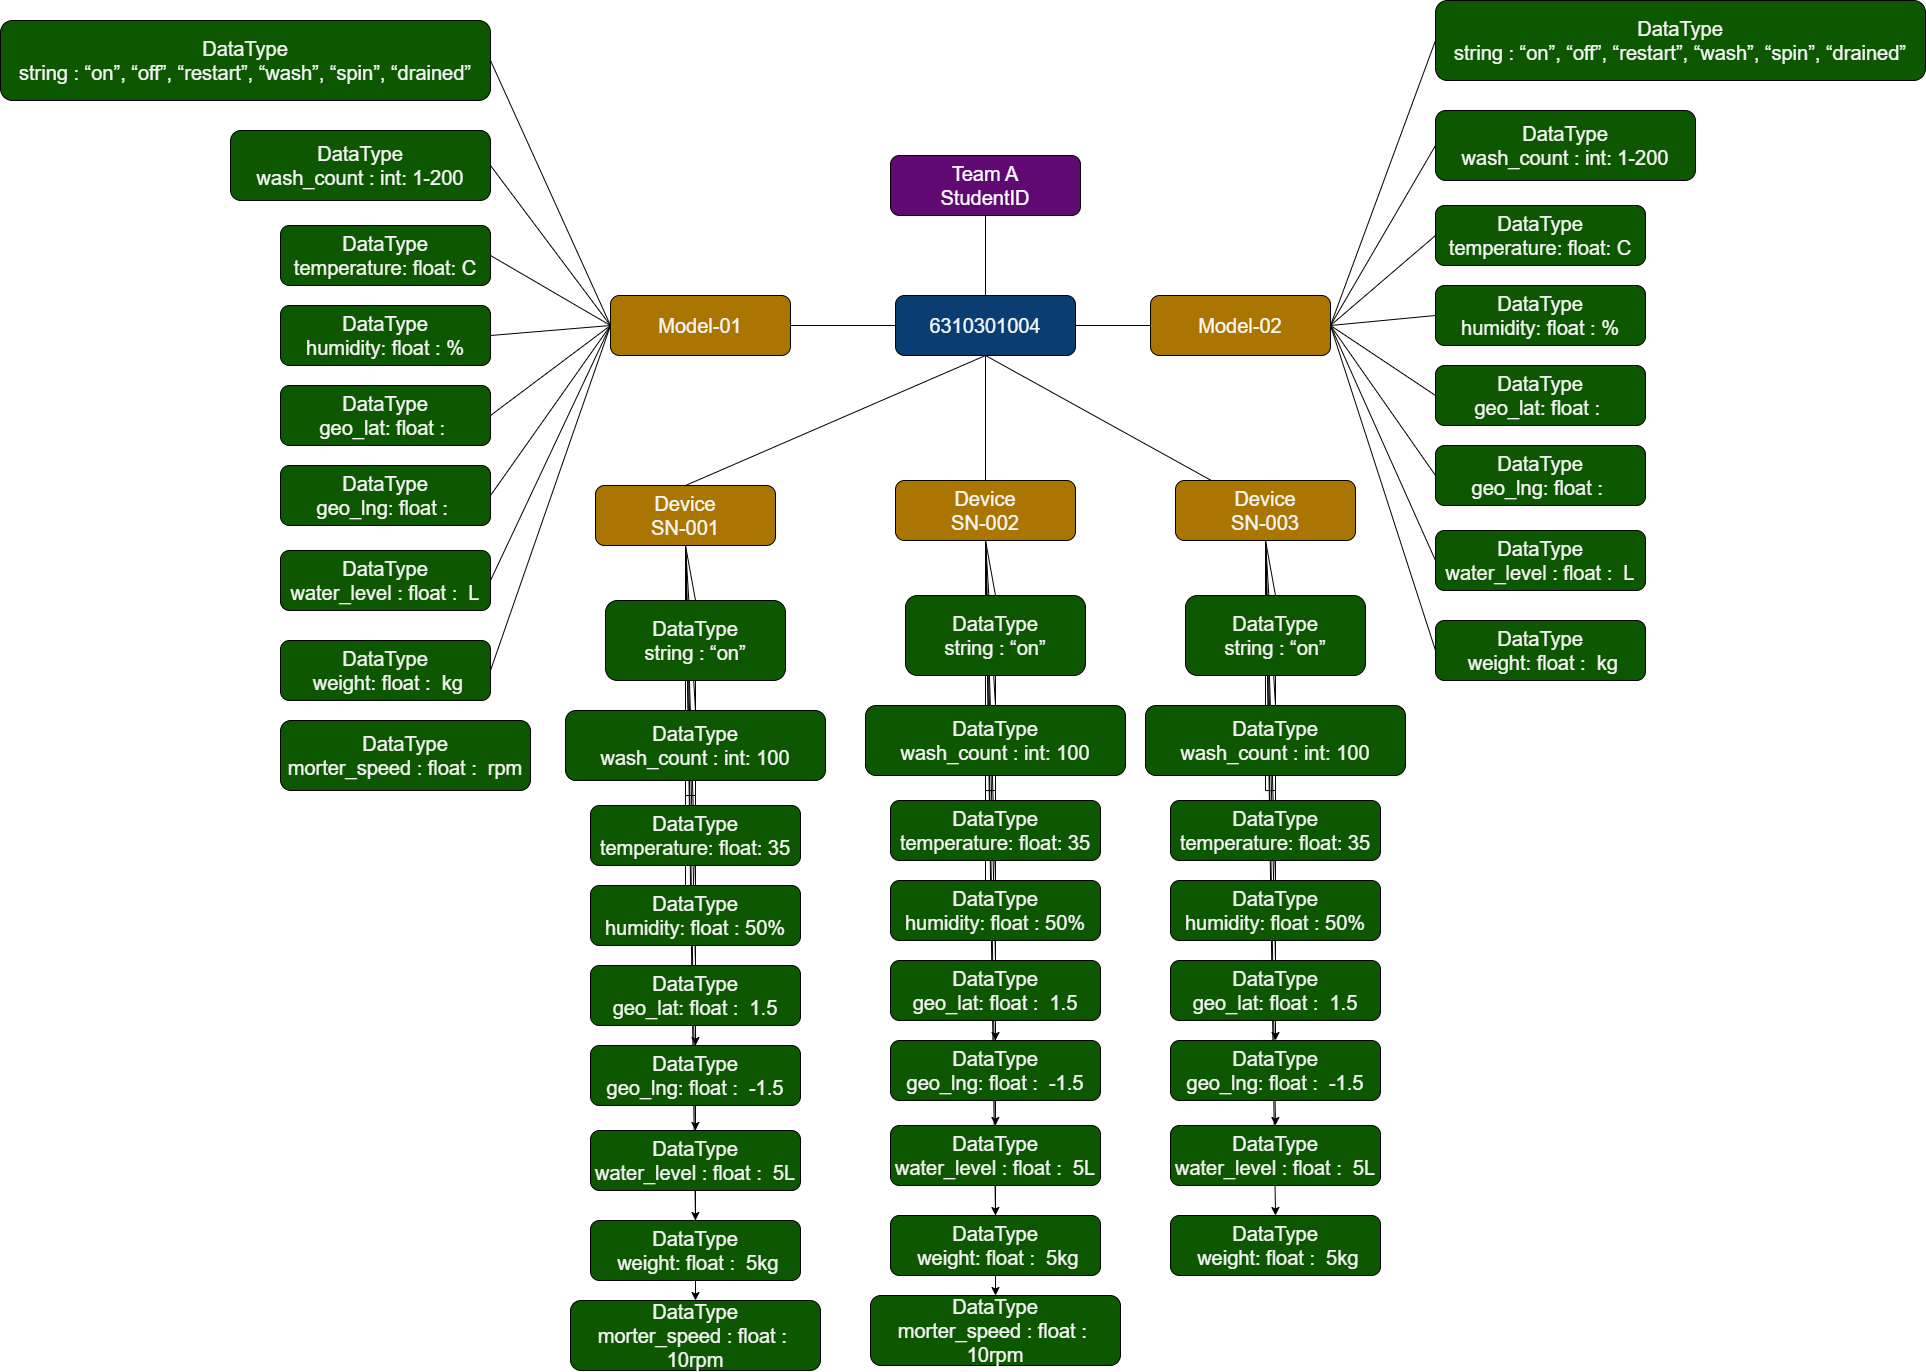 DataType
string : “on”, “off”, “restart”, “wash”, “spin”, “drained”
DataType
wash_count : int: 1-200
DataType
temperature: float: C
DataType
humidity: float : %
DataType
geo_lat: float :
DataType
geo_lng: float :
DataType
water_level : float :  L
DataType
weight: float :  kg
DataType
morter_speed : float :  rpm
Team A
StudentID
Model-01
6310301004
Model-02
DataType
string : “on”, “off”, “restart”, “wash”, “spin”, “drained”
DataType
wash_count : int: 1-200
DataType
temperature: float: C
DataType
humidity: float : %
DataType
geo_lat: float :
DataType
geo_lng: float :
DataType
water_level : float :  L
DataType
weight: float :  kg
Device
SN-001
DataType
string : “on”
DataType
wash_count : int: 100
DataType
temperature: float: 35
DataType
humidity: float : 50%
DataType
geo_lat: float :  1.5
DataType
geo_lng: float :  -1.5
DataType
water_level : float :  5L
DataType
weight: float :  5kg
DataType
morter_speed : float :
10rpm
Device
SN-002
DataType
string : “on”
DataType
wash_count : int: 100
DataType
temperature: float: 35
DataType
humidity: float : 50%
DataType
geo_lat: float :  1.5
DataType
geo_lng: float :  -1.5
DataType
water_level : float :  5L
DataType
weight: float :  5kg
DataType
morter_speed : float :
10rpm
Device
SN-003
DataType
string : “on”
DataType
wash_count : int: 100
DataType
temperature: float: 35
DataType
humidity: float : 50%
DataType
geo_lat: float :  1.5
DataType
geo_lng: float :  -1.5
DataType
water_level : float :  5L
DataType
weight: float :  5kg